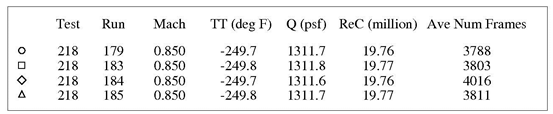 Test Run Mach TT (deg F) Q (psf) ReC (million) Ave Num Frames
218 179 0.850 -249.7 1311.7 19.76 3788
218 183 0.850 -249.8 1311.8 19.77 3803
218 184 0.850 -249.7 1311.6 19.76 4016
218 185 0.850 -249.8 1311.7 19.77 3811